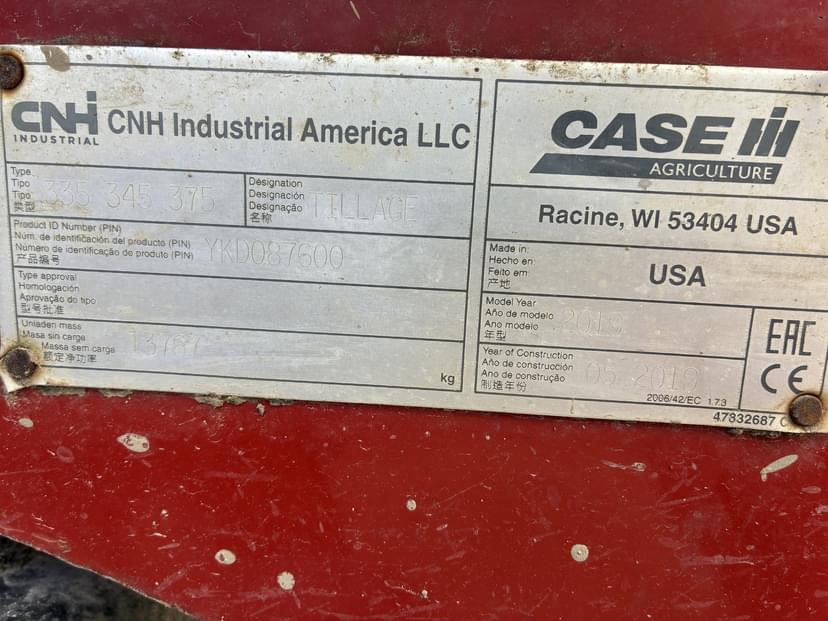 CNH
INDUSTRIAL
CNH Industrial America LLC
Type
Tipo
Tipo
类型
335 345 375
Designation
Designación
Designação
名称
TILLAGE
Product ID Number (PIN)
Núm. de identificación del producto (PIN)
Número de identificação do produto (PIN)
产品编号
YKD087600
Type approval
Homologación
Aprovação do tipo
型号批准
Unladen mass
Masa sin carga
Massa sem carga
额定净功率
kg
CASE IH
AGRICULTURE
Racine, WI 53404 USA
Made in:
Hecho en:
Feito em:
产地
USA
Model Year
Año de modelo
Ano modelo
年型
2019
Year of Construction
Año de construcción
Ano de construção
制造年份
05 2019
2006/42/EC 1.7.3
EAC
CE
47832687